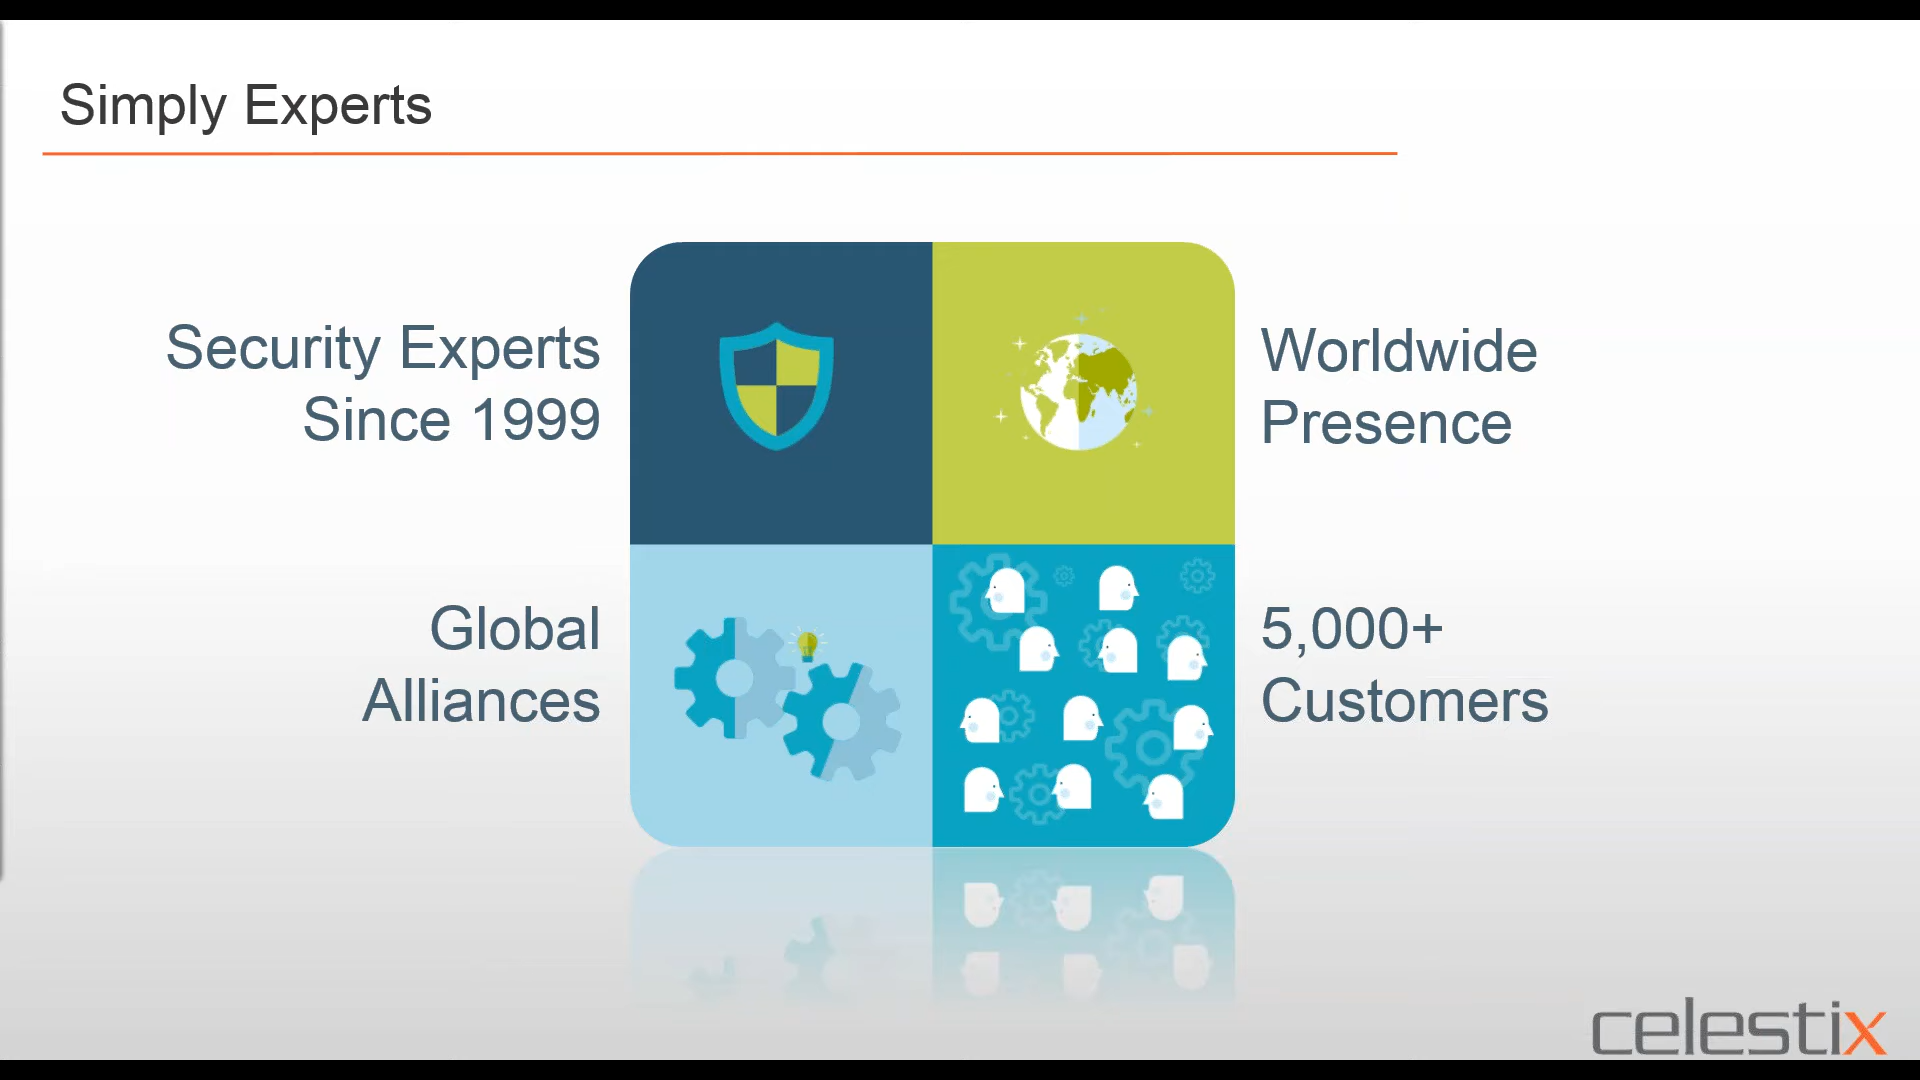 Simply Experts
Security Experts
Since 1999
Worldwide
Presence
Global
Alliances
5,000+
Customers
celestix